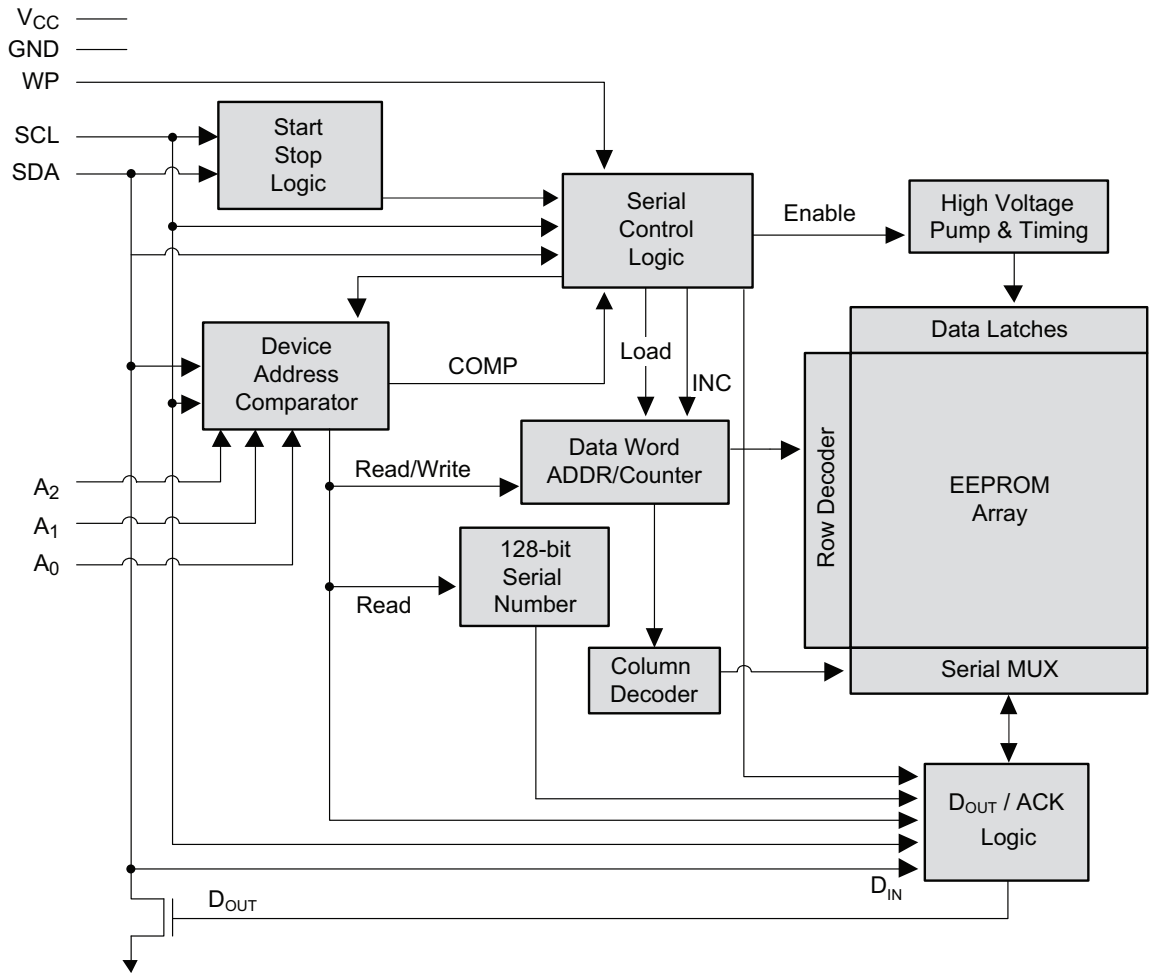 VCC
GND
WP
SCL
SDA
Start
Stop
Logic
Serial
Control
Logic
Enable
High Voltage
Pump & Timing
Data Latches
Device
Address
Comparator
COMP
Load
INC
Row Decoder
EEPROM
Array
Data Word
ADDR/Counter
Read/Write
A2
A1
A0
128-bit
Serial
Number
Read
Column
Decoder
Serial MUX
DOUT / ACK
Logic
DIN
DOUT